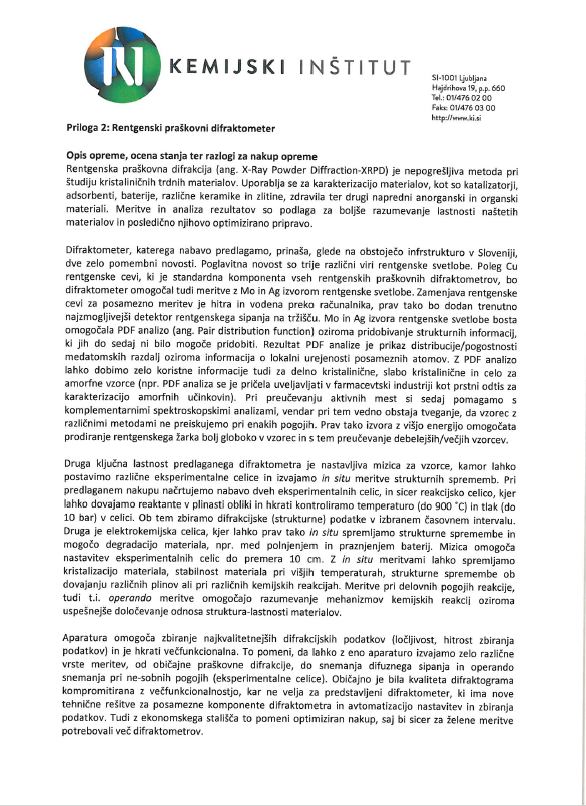 KEMIJSKI INŠTITUT
SI-1001 Ljubljana
Hajdrihova 19, p.p. 660
Tel.: 01/476 02 00
Faks: 01/476 03 00
http://www.ki.si
Priloga 2: Rentgenski praškovni difraktometer
Opis opreme, ocena stanja ter razlogi za nakup opreme
Rentgenska praškovna difrakcija (ang. X-Ray Powder Diffraction-XRPD) je nepogrešljiva metoda pri
študiju kristaliničnih trdnih materialov. Uporablja se za karakterizacijo materialov, kot so katalizatorji,
adsorbenti, baterije, različne keramike in zlitine, zdravila ter drugi napredni anorganski in organski
materiali. Meritve in analiza rezultatov so podlaga za boljše razumevanje lastnosti naštetih
materialov in posledično njihovo optimizirano pripravo.
Difraktometer, katerega nabavo predlagamo, prinaša, glede na obstoječo infrstrukturo v Sloveniji,
dve zelo pomembni novosti. Poglavitna novost so trije različni viri rentgenske svetlobe. Poleg Cu
rentgenske cevi, ki je standardna komponenta vseh rentgenskih praškovnih difraktometrov, bo
difraktometer omogočal tudi meritve z Mo in Ag izvorom rentgenske svetlobe. Zamenjava rentgenske
cevi za posamezno meritev je hitra in vodena preko računalnika, prav tako bo dodan trenutno
najzmogljivejši detektor rentgenskega sipanja na tržišču. Mo in Ag izvora rentgenske svetlobe bosta
omogočala PDF analizo (ang. Pair distribution function) oziroma pridobivanje strukturnih informacij,
ki jih do sedaj ni bilo mogoče pridobiti. Rezultat PDF analize je prikaz distribucije/pogostosti
medatomskih razdalj oziroma informacija o lokalni urejenosti posameznih atomov. Z PDF analizo
lahko dobimo zelo koristne informacije tudi za delno kristalinične, slabo kristalinične in celo za
amorfne vzorce (npr. PDF analiza se je pričela uveljavljati v farmacevtski industriji kot prstni odtis za
karakterizacijo amorfnih učinkovin). Pri preučevanju aktivnih mest si sedaj pomagamo s
komplementarnimi spektroskopskimi analizami, vendar pri tem vedno obstaja tveganje, da vzorec z
različnimi metodami ne preiskujemo pri enakih pogojih. Prav tako izvora z višjo energijo omogočata
prodiranje rentgenskega žarka bolj globoko v vzorec in s tem preučevanje debelejših/večjih vzorcev.
Druga ključna lastnost predlaganega difraktometra je nastavljiva mizica za vzorce, kamor lahko
postavimo različne eksperimentalne celice in izvajamo in situ meritve strukturnih sprememb. Pri
predlaganem nakupu načrtujemo nabavo dveh eksperimentalnih celic, in sicer reakcijsko celico, kjer
lahko dovajamo reaktante v plinasti obliki in hkrati kontroliramo temperaturo (do 900 ˚C) in tlak (do
10 bar) v celici. Ob tem zbiramo difrakcijske (strukturne) podatke v izbranem časovnem intervalu.
Druga je elektrokemijska celica, kjer lahko prav tako in situ spremljamo strukturne spremembe in
mogočo degradacijo materiala, npr. med polnjenjem in praznjenjem baterij. Mizica omogoča
nastavitev eksperimentalnih celic do premera 10 cm. Z in situ meritvami lahko spremljamo
kristalizacijo materiala, stabilnost materiala pri višjih temperaturah, strukturne spremembe ob
dovajanju različnih plinov ali pri različnih kemijskih reakcijah. Meritve pri delovnih pogojih reakcije,
tudi t.i. operando meritve omogočajo razumevanje mehanizmov kemijskih reakcij oziroma
uspešnejše določevanje odnosa struktura-lastnosti materialov.
Aparatura omogoča zbiranje najkvalitetnejših difrakcijskih podatkov (ločljivost, hitrost zbiranja
podatkov) in je hkrati večfunkcionalna. To pomeni, da lahko z eno aparaturo izvajamo zelo različne
vrste meritev, od običajne praškovne difrakcije, do snemanja difuznega sipanja in operando
snemanja pri ne-sobnih pogojih (eksperimentalne celice). Običajno je bila kvaliteta difraktograma
kompromitirana z večfunkcionalnostjo, kar ne velja za predstavljeni difraktometer, ki ima nove
tehnične rešitve za posamezne komponente difraktometra in avtomatizacijo nastavitev in zbiranja
podatkov. Tudi z ekonomskega stališča to pomeni optimiziran nakup, saj bi sicer za želene meritve
potrebovali več difraktometrov.